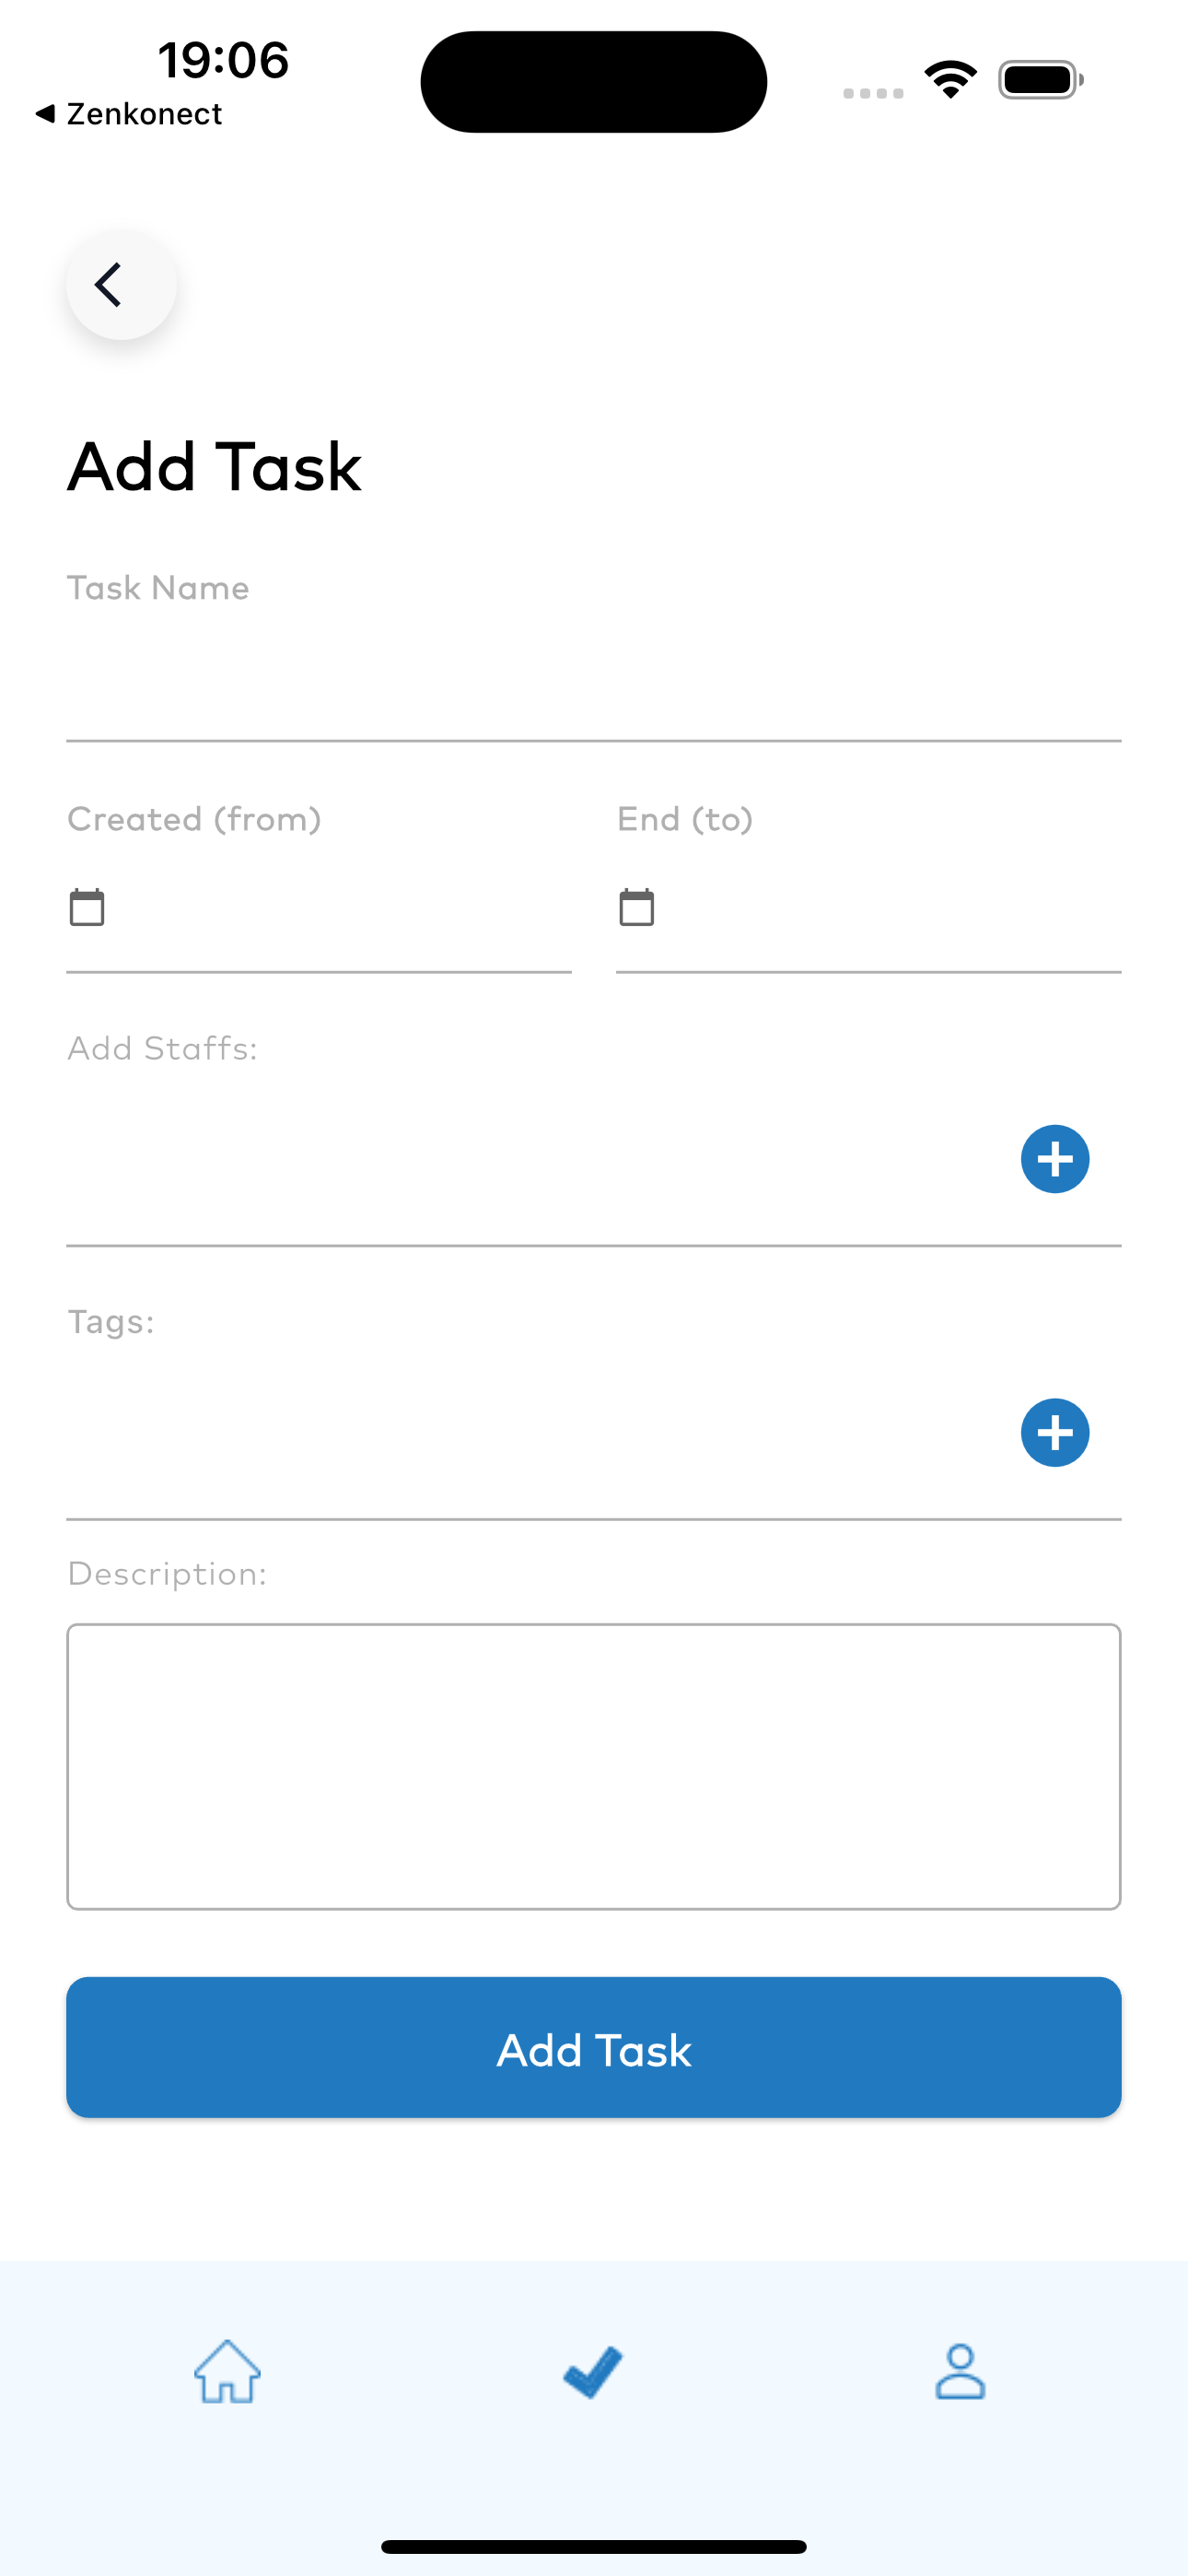 19:06
Zenkonect
Add Task
Task Name
Created (from) End (to)
Add Staffs:
Tags:
Description:
Add Task